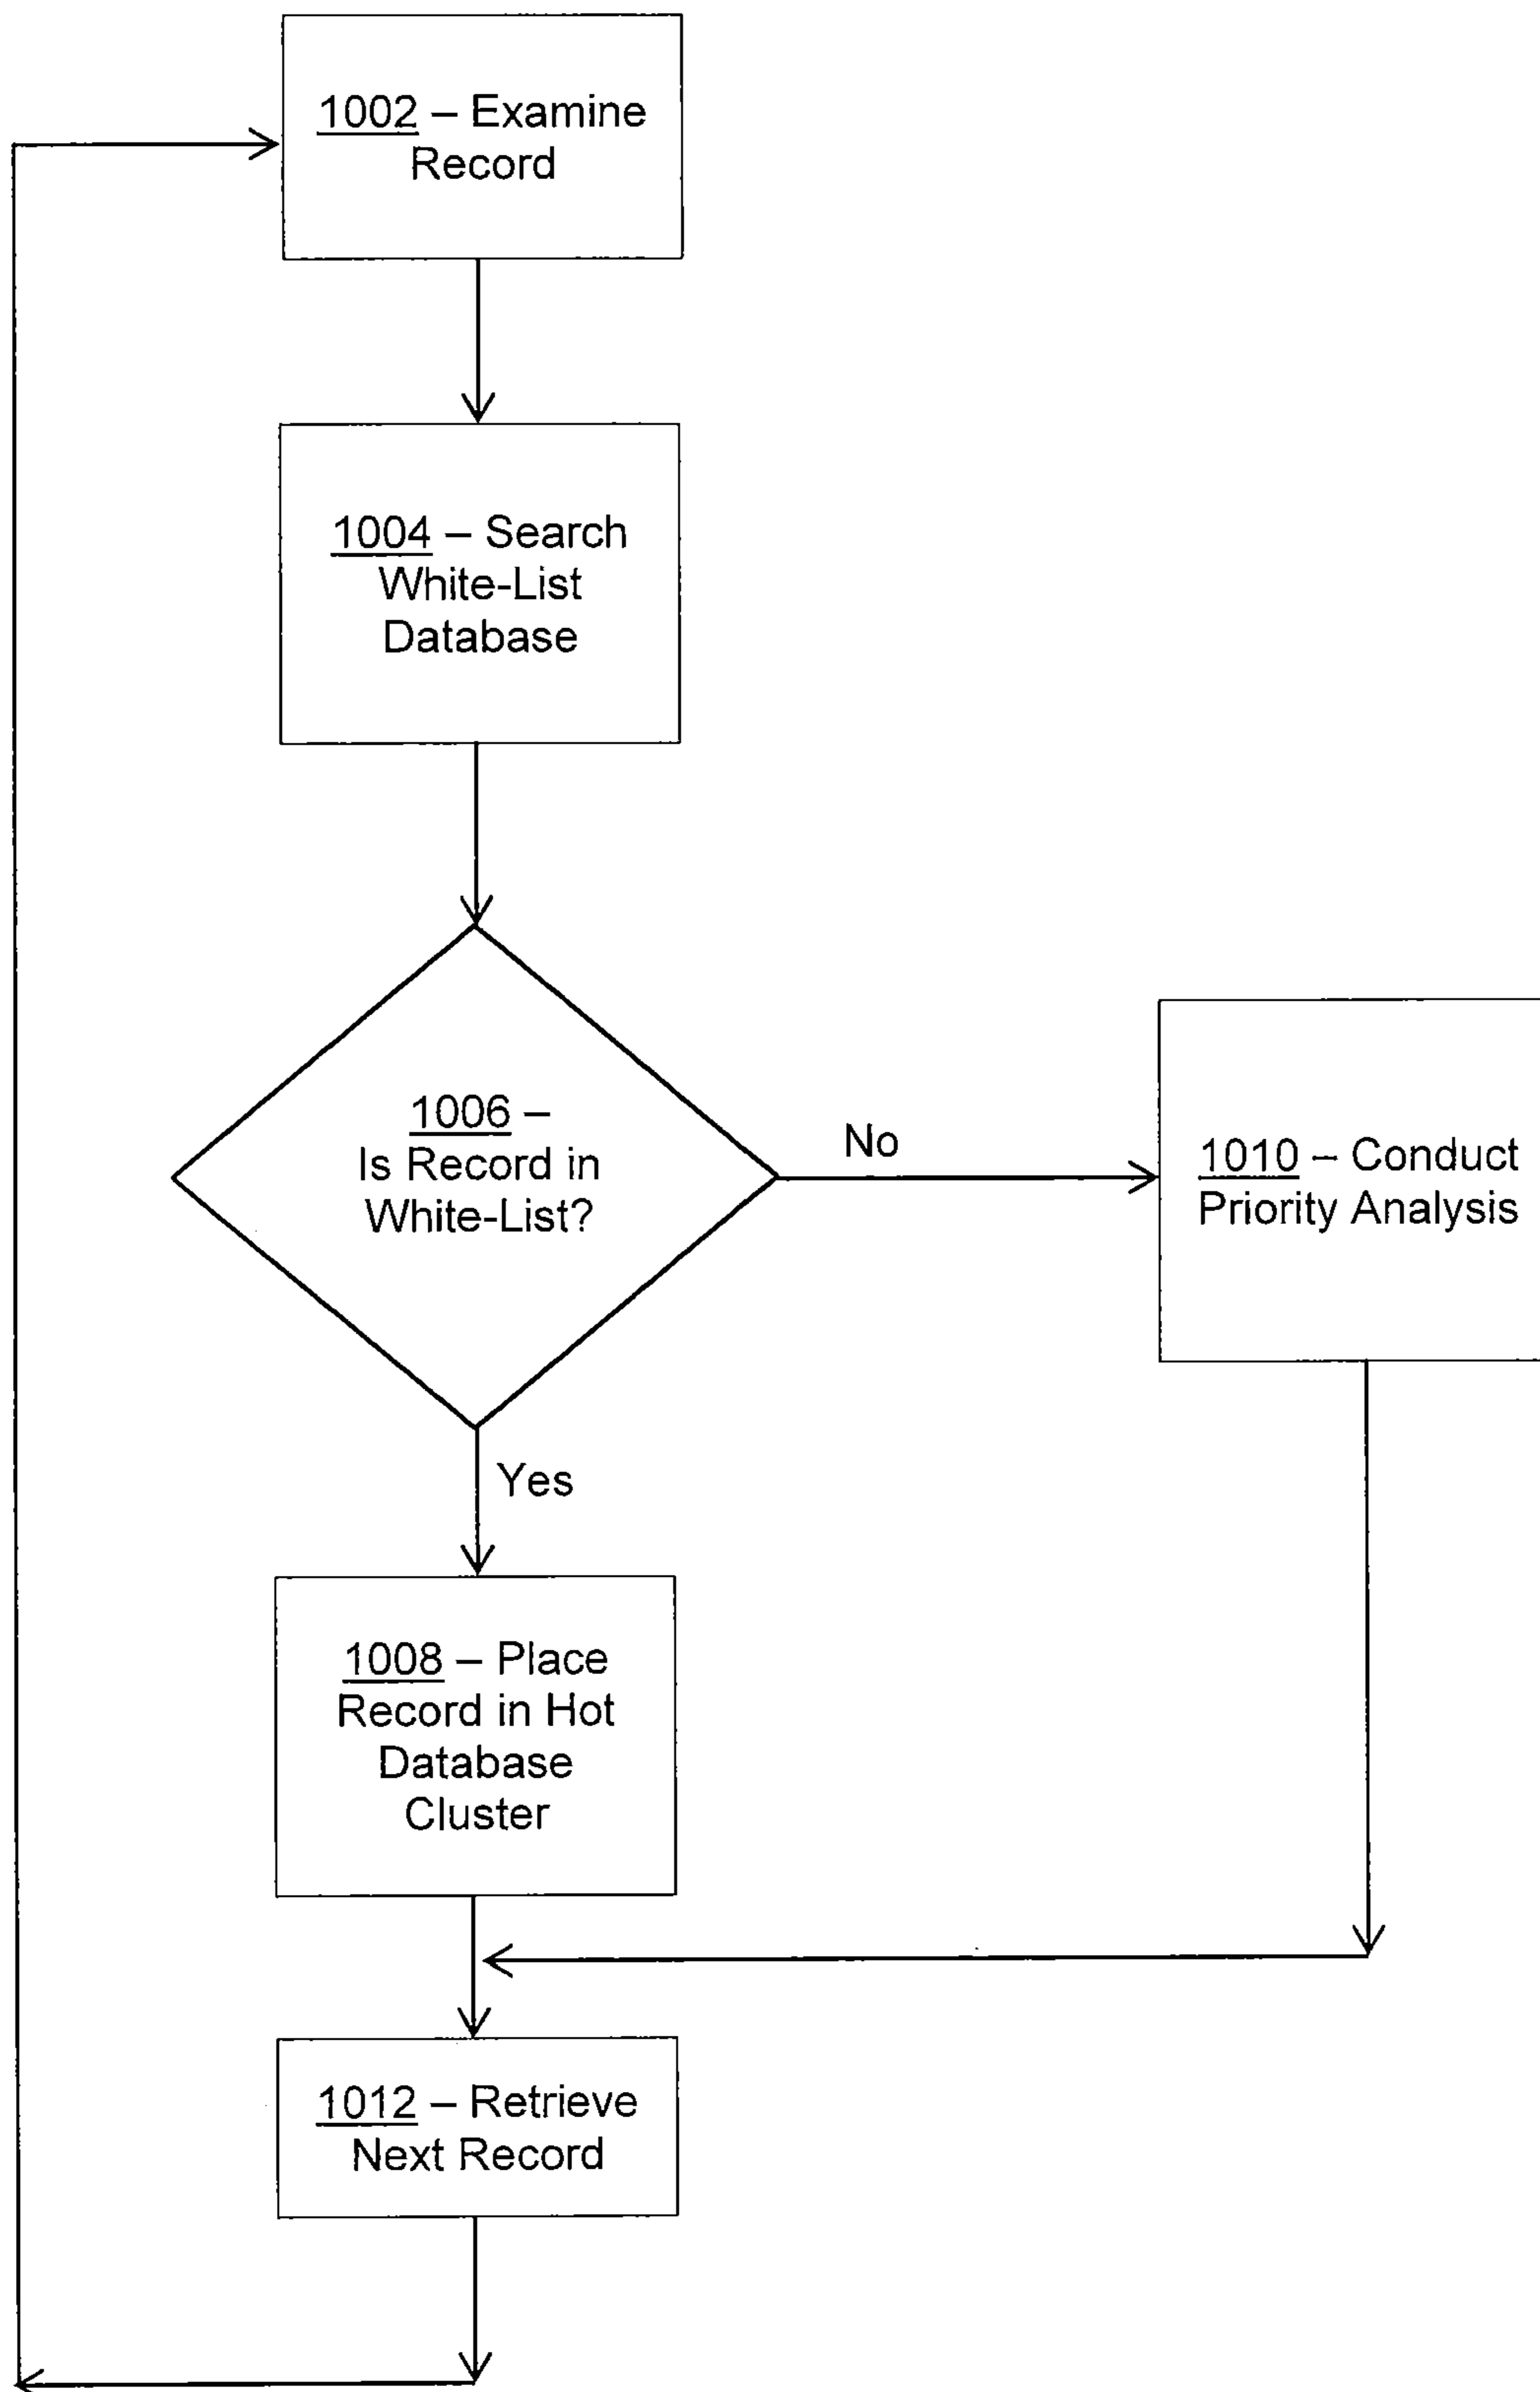 1002 – Examine
Record
1004 – Search
White-List
Database
1006 –
Is Record in
White-List?
No
1010 – Conduct
Priority Analysis
Yes
1008 – Place
Record in Hot
Database
Cluster
1012 – Retrieve
Next Record